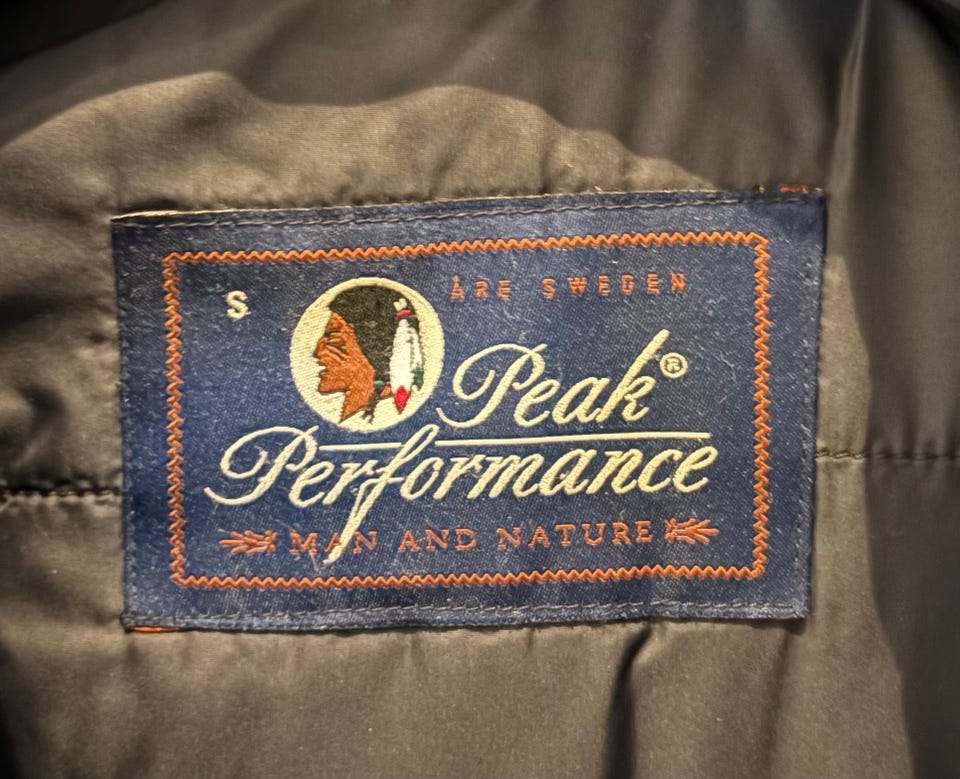 S
ÅRE SWEDEN
Peak®
Performance
MAN AND NATURE